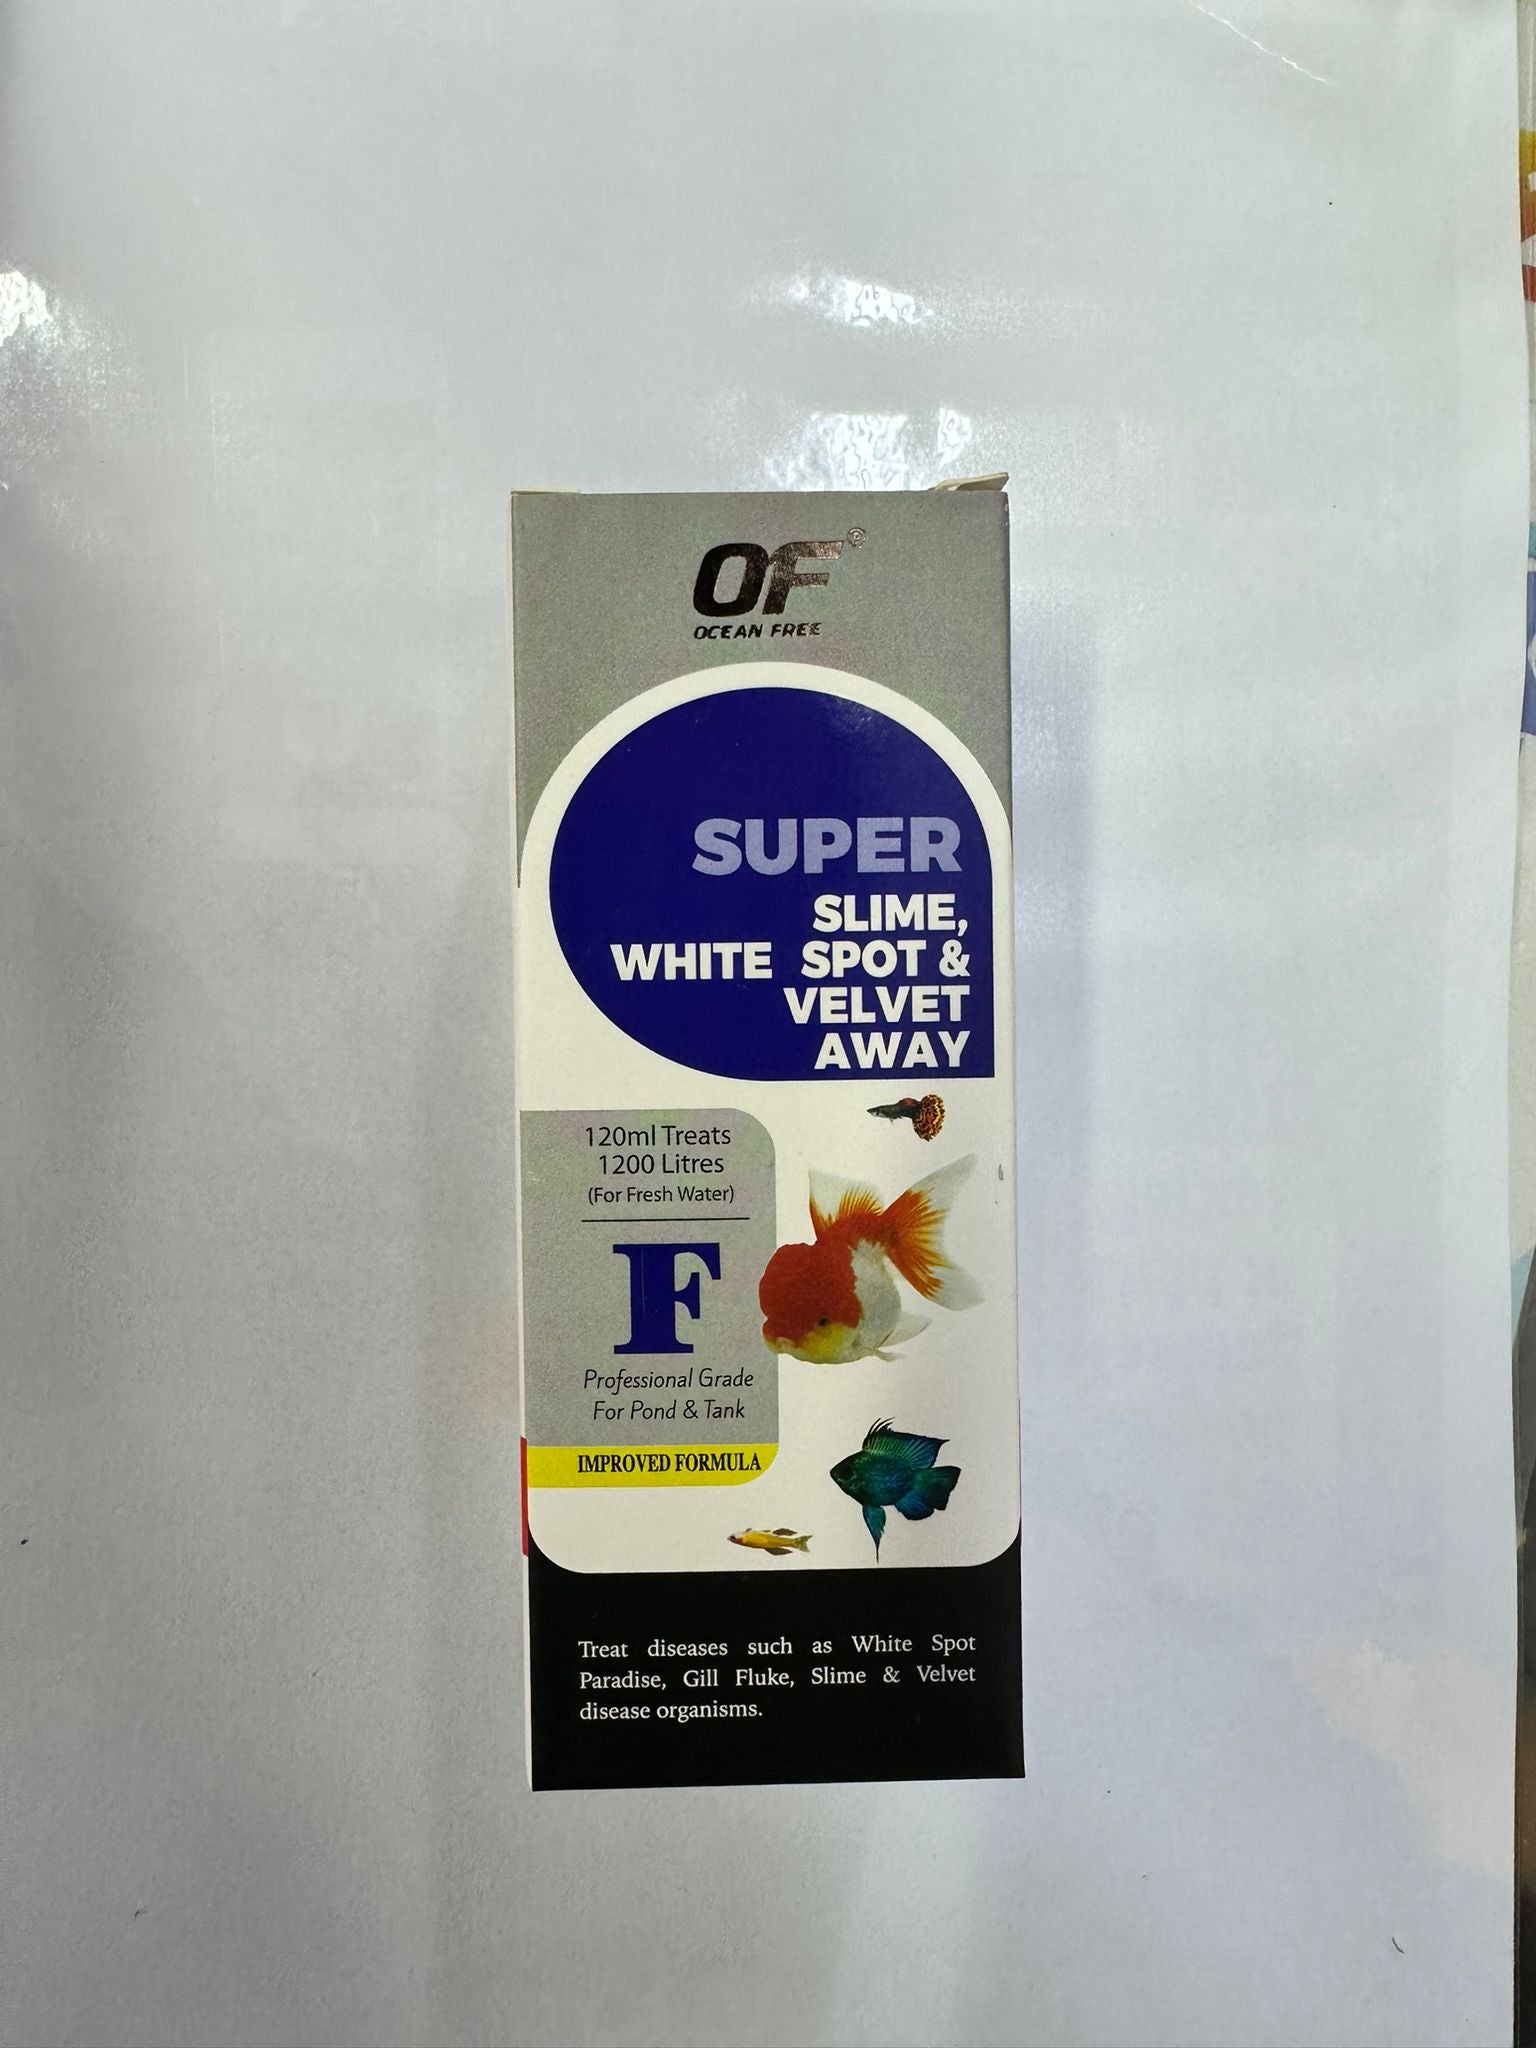 OF®
OCEAN FREE
SUPER
SLIME,
WHITE SPOT &
VELVET
AWAY
120ml Treats
1200 Litres
(For Fresh Water)
F
Professional Grade
For Pond & Tank
IMPROVED FORMULA
Treat diseases such as White Spot
Paradise, Gill Fluke, Slime & Velvet
disease organisms.